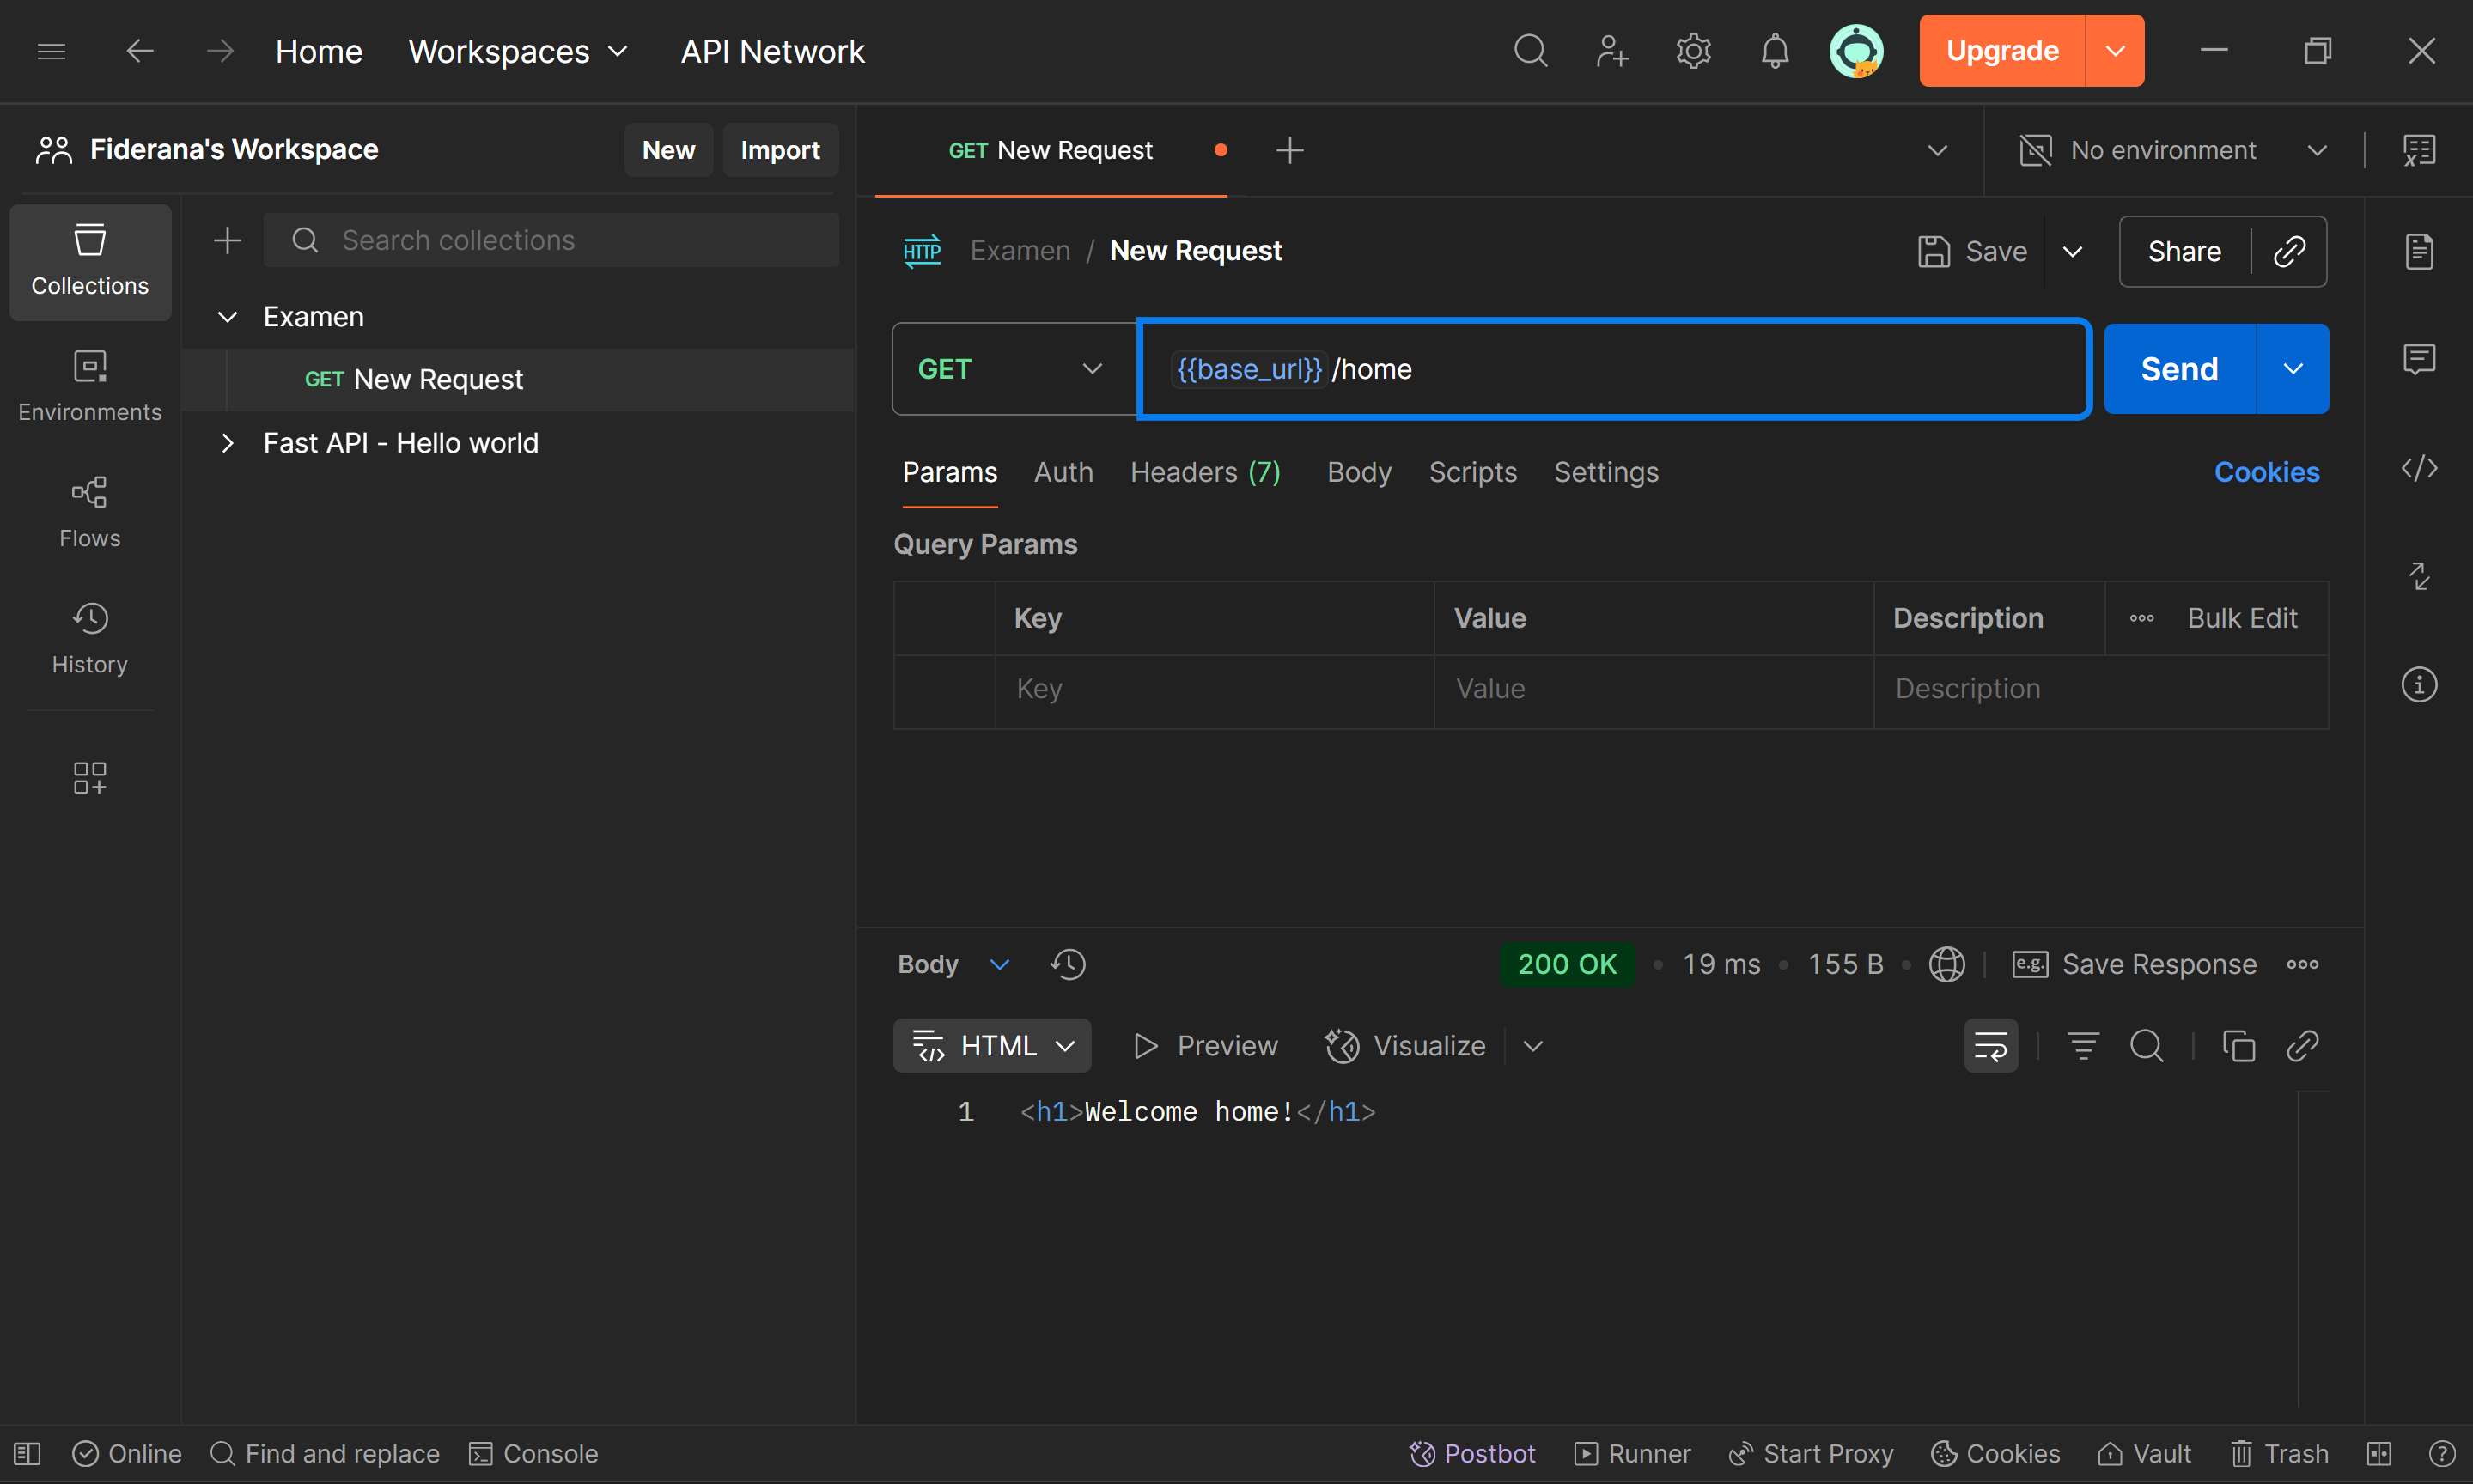 Home Workspaces API Network Upgrade
Fiderana's Workspace New Import GET New Request No environment
Collections
Search collections
Examen
GET New Request
Fast API - Hello world
Environments
Flows
History
HTTP Examen / New Request Save Share
GET {{base_url}}/home Send
Params Auth Headers (7) Body Scripts Settings Cookies
Query Params
Key Value Description Bulk Edit
Key Value Description
Body 200 OK 19 ms 155 B e.g. Save Response
HTML Preview Visualize
1 <h1>Welcome home!</h1>
Online Find and replace Console Postbot Runner Start Proxy Cookies Vault Trash